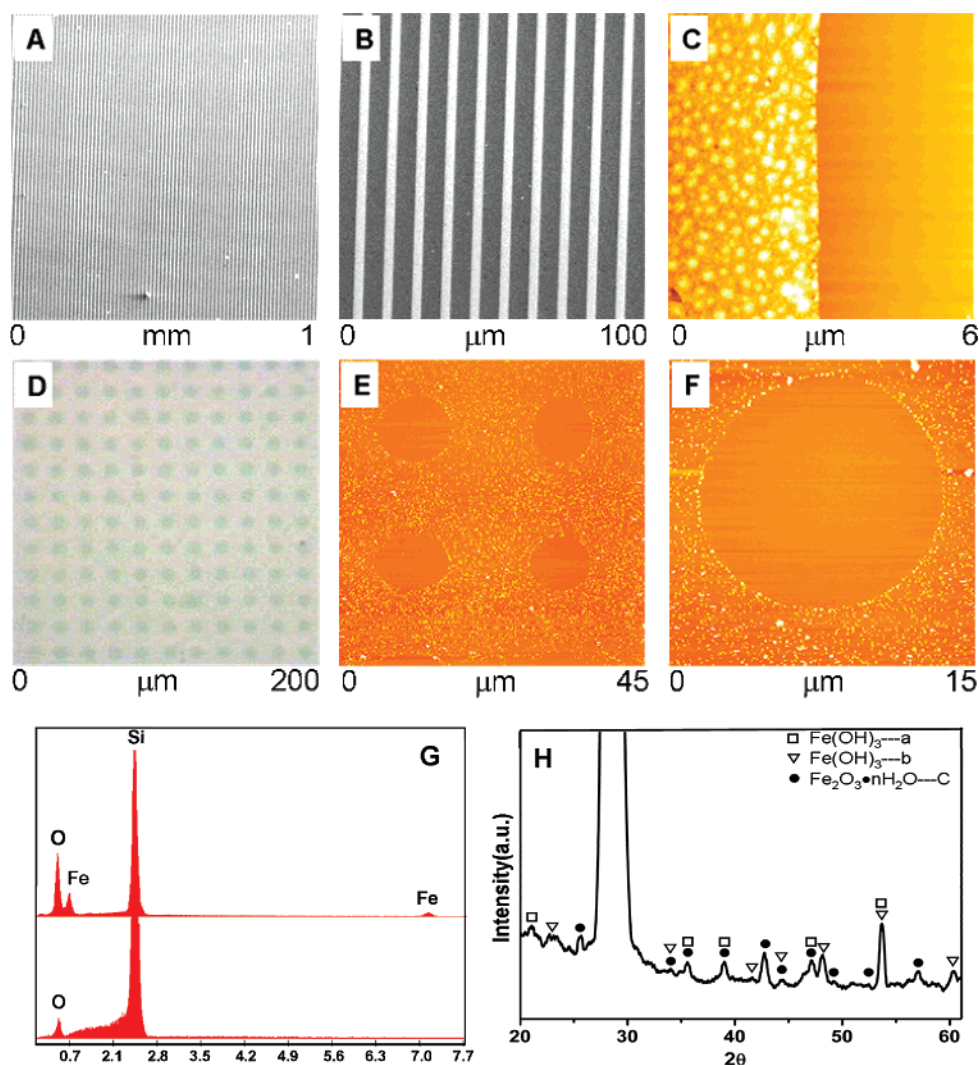 A
B
C
0 mm 1
0 μm 100
0 μm 6
D
E
F
0 μm 200
0 μm 45
0 μm 15
G
Si
O
Fe
Fe
O
0.7 2.1 2.8 3.5 4.2 4.9 5.6 6.3 7.0 7.7
H
Fe(OH)₃---a
Fe(OH)₃---b
Fe₂O₃•nH₂O---C
Intensity(a.u.)
20 30 40 50 60
2θ